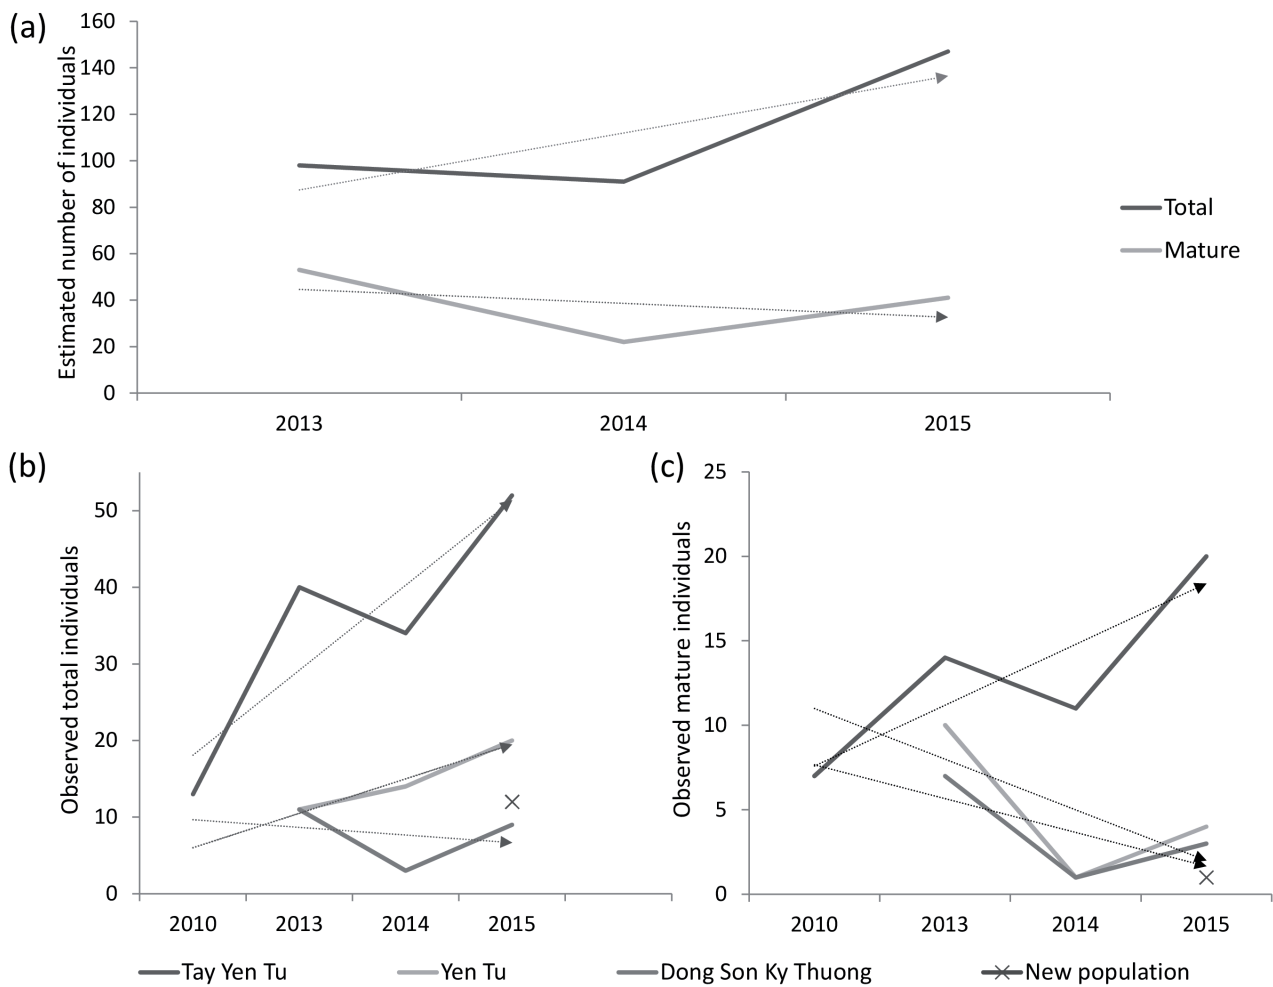 (a)
Estimated number of individuals
160
140
120
100
80
60
40
20
0
2013 2014 2015
Total
Mature
(b)
Observed total individuals
50
40
30
20
10
0
2010 2013 2014 2015
(c)
Observed mature individuals
25
20
15
10
5
0
2010 2013 2014 2015
Tay Yen Tu Yen Tu Dong Son Ky Thuong New population